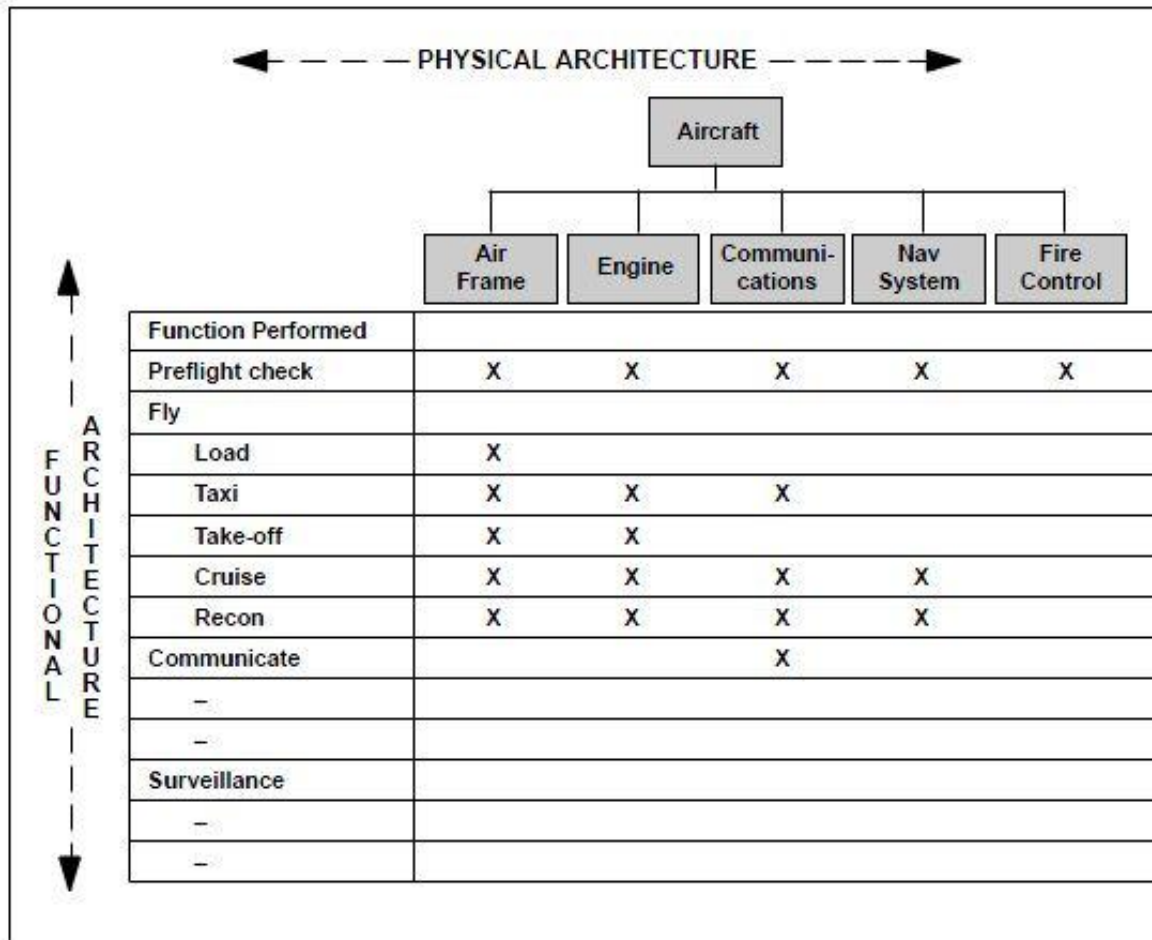 PHYSICAL ARCHITECTURE
Aircraft
Air Frame
Engine
Communi-cations
Nav System
Fire Control
FUNCTIONAL
ARCHITECTURE
Function Performed
Preflight check X X X X X
Fly
Load X
Taxi X X X
Take-off X X
Cruise X X X X
Recon X X X X
Communicate X
–
–
Surveillance
–
–